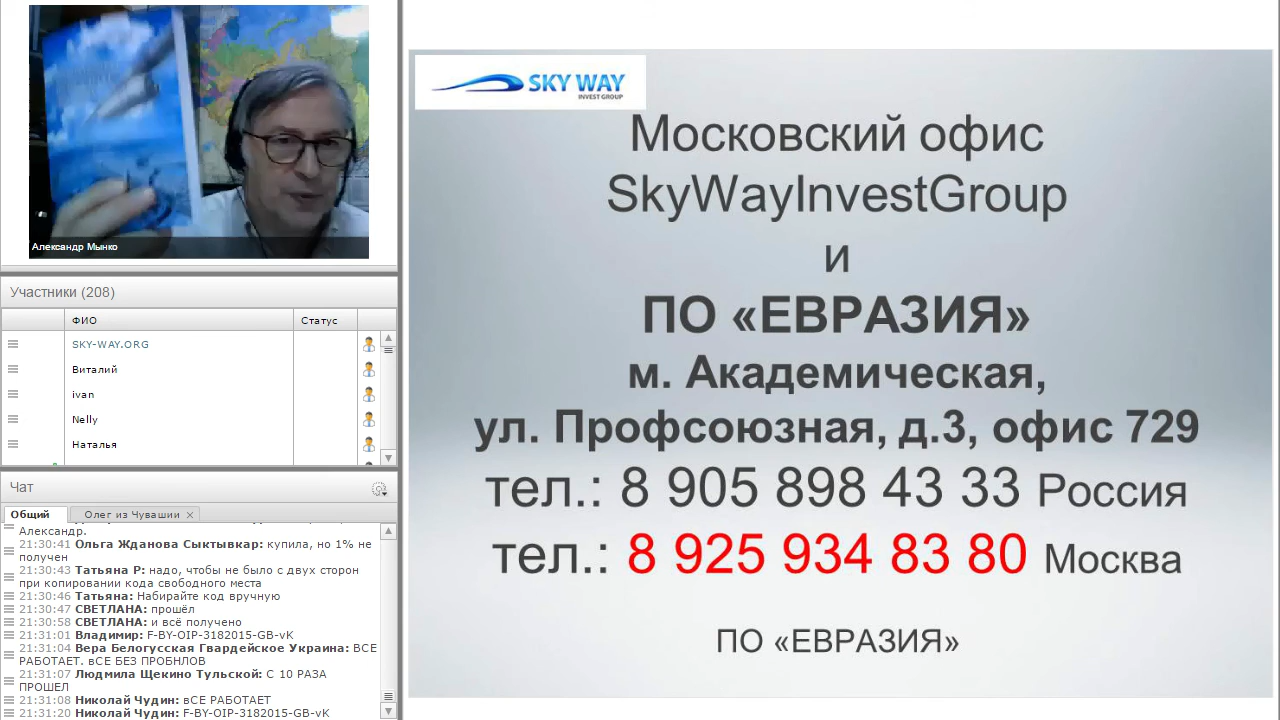 Александр Мынко
Участники (208)
ФИО
Статус
SKY-WAY.ORG
Виталий
ivan
Nelly
Наталья
Чат
Общий
Олег из Чувашии
Александр.
21:30:41 Ольга Жданова Сыктывкар: купила, но 1% не
получен
21:30:43 Татьяна Р: надо, чтобы не было с двух сторон
при копировании кода свободного места
21:30:46 Татьяна: Набирайте код вручную
21:30:47 СВЕТЛАНА: прошёл
21:30:58 СВЕТЛАНА: и всё получено
21:31:01 Владимир: F-BY-OIP-3182015-GB-vK
21:31:04 Вера Белогусская Гвардейское Украина: ВСЕ
РАБОТАЕТ. вСЕ БЕЗ ПРОБНЛОВ
21:31:07 Людмила Щекино Тульской: С 10 РАЗА
ПРОШЕЛ
21:31:08 Николай Чудин: вСЕ РАБОТАЕТ
21:31:20 Николай Чудин: F-BY-OIP-3182015-GB-vK
SKY WAY
INVEST GROUP
Московский офис
SkyWayInvestGroup
и
ПО «ЕВРАЗИЯ»
м. Академическая,
ул. Профсоюзная, д.3, офис 729
тел.: 8 905 898 43 33 Россия
тел.: 8 925 934 83 80 Москва
ПО «ЕВРАЗИЯ»